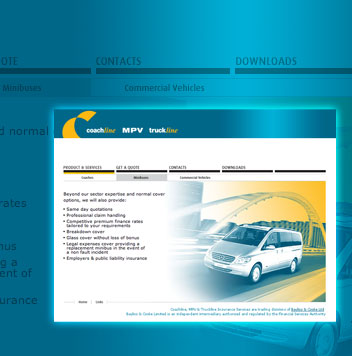 OTE CONTACTS DOWNLOADS
Minibuses Commercial Vehicles
d normal
rates
nus
g a
ent of
urance
coachline MPV truckline
PRODUCT & SERVICES GET A QUOTE CONTACTS DOWNLOADS
Coaches Minibuses Commercial Vehicles
Beyond our sector expertise and normal cover
options, we will also provide:
• Same day quotations
• Professional claim handling
• Competitive premium finance rates
tailored to your requirements
• Breakdown cover
• Glass cover without loss of bonus
• Legal expenses cover providing a
replacement minibus in the event of
a non fault incident
• Employers & public liability insurance
Home | Links
Coachline, MPV & Truckline Insurance Services are trading divisions of Bayliss & Cooke Ltd
Bayliss & Cooke Limited is an independent intermediary authorised and regulated by the Financial Services Authority